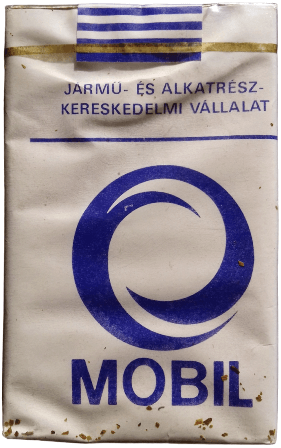 JÁRMŰ- ÉS ALKATRÉSZ-
KERESKEDELMI VÁLLALAT
MOBIL